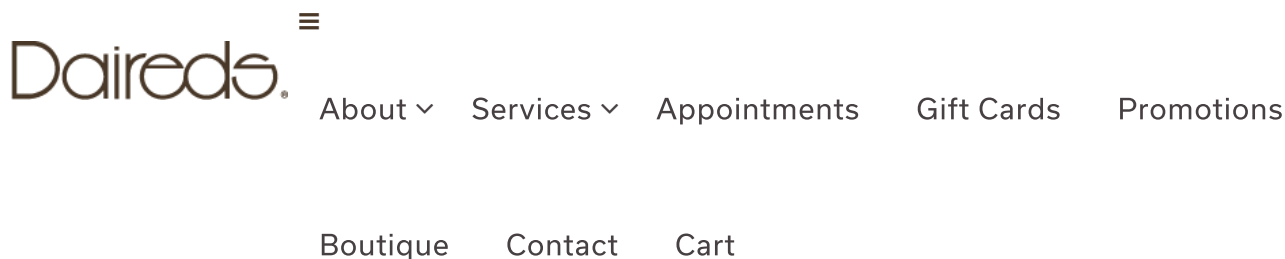 Daireds®
About Services Appointments Gift Cards Promotions
Boutique Contact Cart